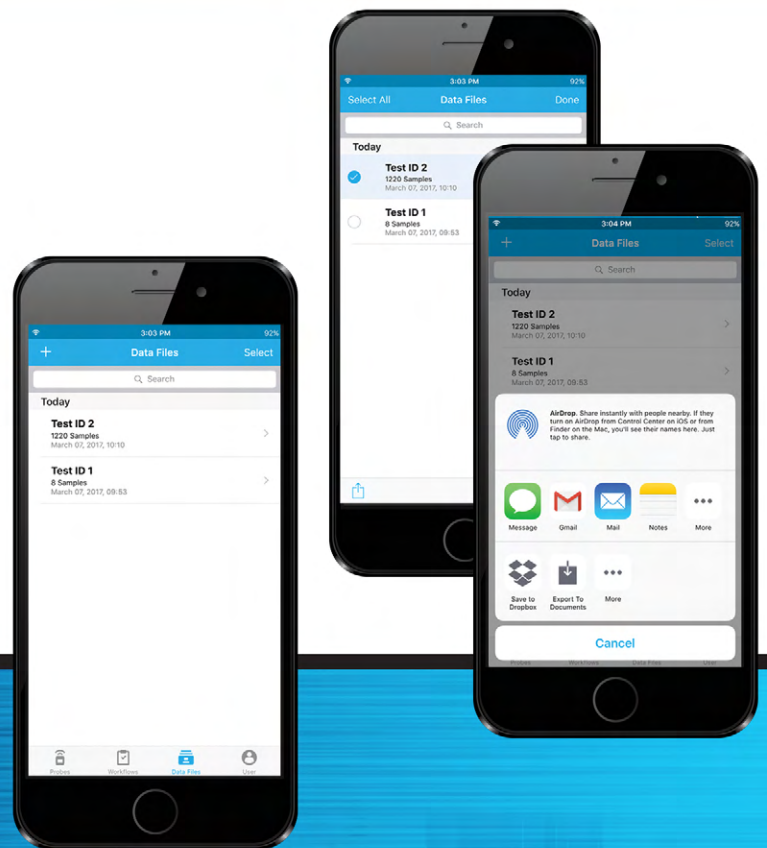 3:03 PM
92%
Select All
Data Files
Done
Search
Today
Test ID 2
1220 Samples
March 07, 2017, 10:10
Test ID 1
8 Samples
March 07, 2017, 09:53
3:04 PM
92%
+
Data Files
Select
Search
Today
Test ID 2
1220 Samples
March 07, 2017, 10:10
Test ID 1
8 Samples
March 07, 2017, 09:53
AirDrop. Share instantly with people nearby. If they
turn on AirDrop from Control Center on iOS or from
Finder on the Mac, you'll see their names here. Just
tap to share.
Message
Gmail
Mail
Notes
More
Save to
Dropbox
Export To
Documents
More
Cancel
Probes
Workflows
Data Files
User
3:03 PM
92%
+
Data Files
Select
Search
Today
Test ID 2
1220 Samples
March 07, 2017, 10:10
Test ID 1
8 Samples
March 07, 2017, 09:53
Probes
Workflows
Data Files
User